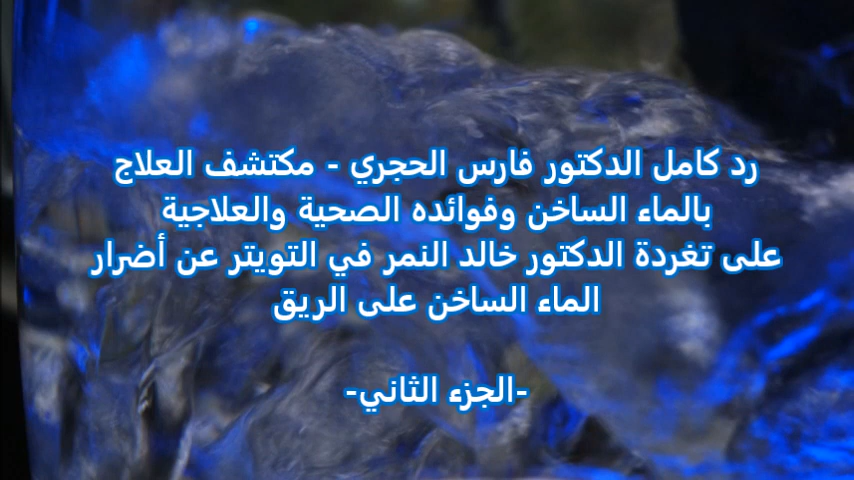 رد كامل الدكتور فارس الحجري - مكتشف العلاج
بالماء الساخن وفوائده الصحية والعلاجية
على تغردة الدكتور خالد النمر في التويتر عن أضرار
الماء الساخن على الريق
-الجزء الثاني-